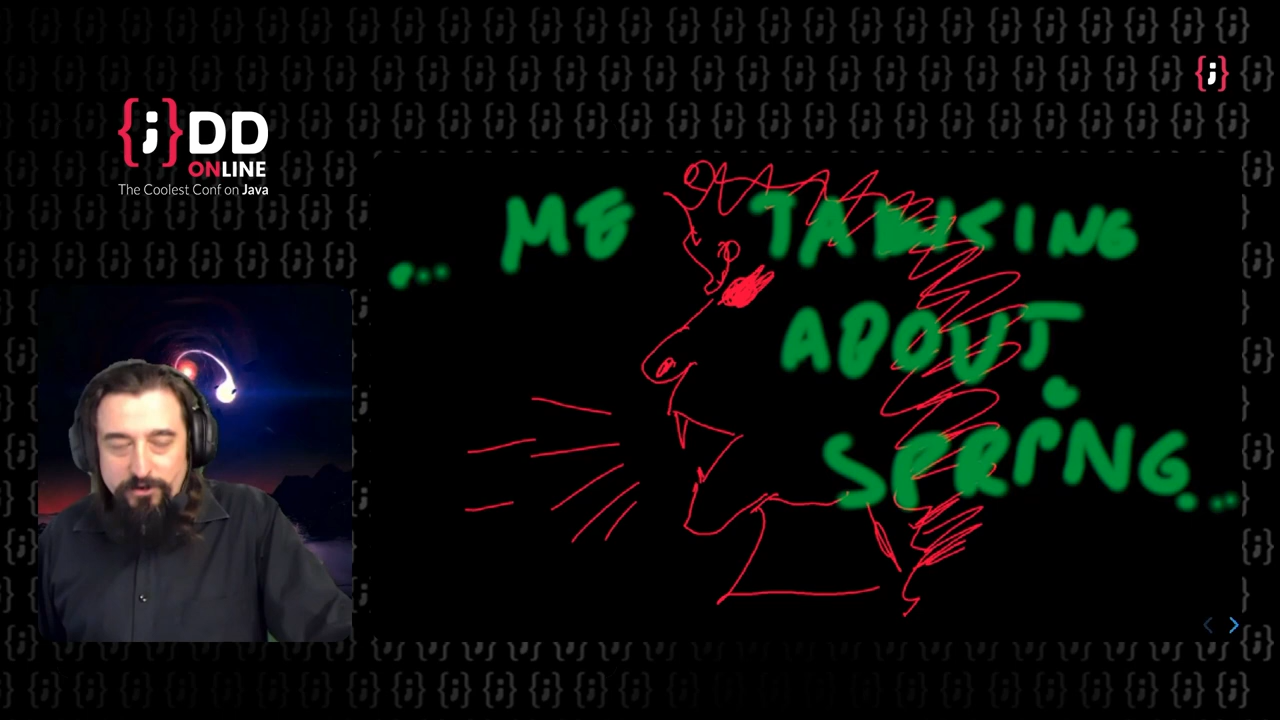 {;}DD
ONLINE
The Coolest Conf on Java
{;}
... ME TALKING
ABOUT
SPRING...